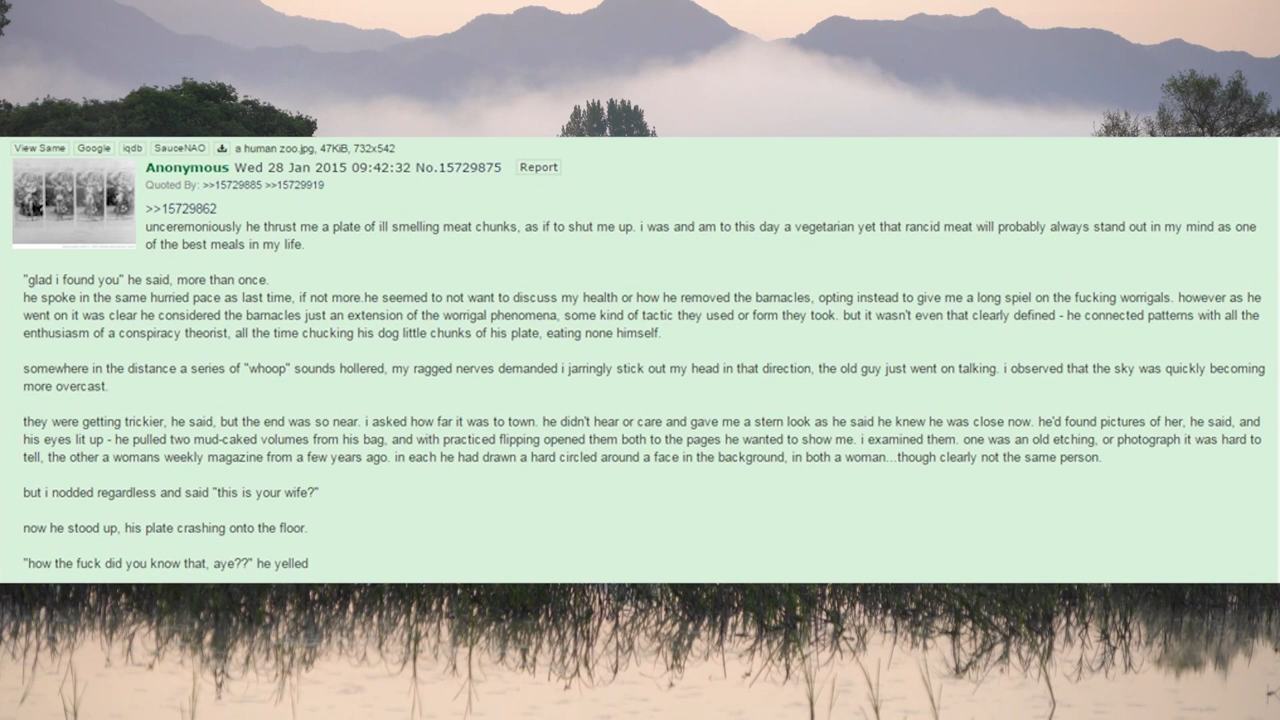 View Same Google iqdb SauceNAO a human zoo.jpg, 47KiB, 732x542
Anonymous Wed 28 Jan 2015 09:42:32 No.15729875 Report
Quoted By: >>15729885 >>15729919
>>15729862
unceremoniously he thrust me a plate of ill smelling meat chunks, as if to shut me up. i was and am to this day a vegetarian yet that rancid meat will probably always stand out in my mind as one
of the best meals in my life.
"glad i found you" he said, more than once.
he spoke in the same hurried pace as last time, if not more.he seemed to not want to discuss my health or how he removed the barnacles, opting instead to give me a long spiel on the fucking worrigals. however as he
went on it was clear he considered the barnacles just an extension of the worrigal phenomena, some kind of tactic they used or form they took. but it wasn't even that clearly defined - he connected patterns with all the
enthusiasm of a conspiracy theorist, all the time chucking his dog little chunks of his plate, eating none himself.
somewhere in the distance a series of "whoop" sounds hollered, my ragged nerves demanded i jarringly stick out my head in that direction, the old guy just went on talking. i observed that the sky was quickly becoming
more overcast.
they were getting trickier, he said, but the end was so near. i asked how far it was to town. he didn't hear or care and gave me a stern look as he said he knew he was close now. he'd found pictures of her, he said, and
his eyes lit up - he pulled two mud-caked volumes from his bag, and with practiced flipping opened them both to the pages he wanted to show me. i examined them. one was an old etching, or photograph it was hard to
tell, the other a womans weekly magazine from a few years ago. in each he had drawn a hard circled around a face in the background, in both a woman...though clearly not the same person.
but i nodded regardless and said "this is your wife?"
now he stood up, his plate crashing onto the floor.
"how the fuck did you know that, aye??" he yelled